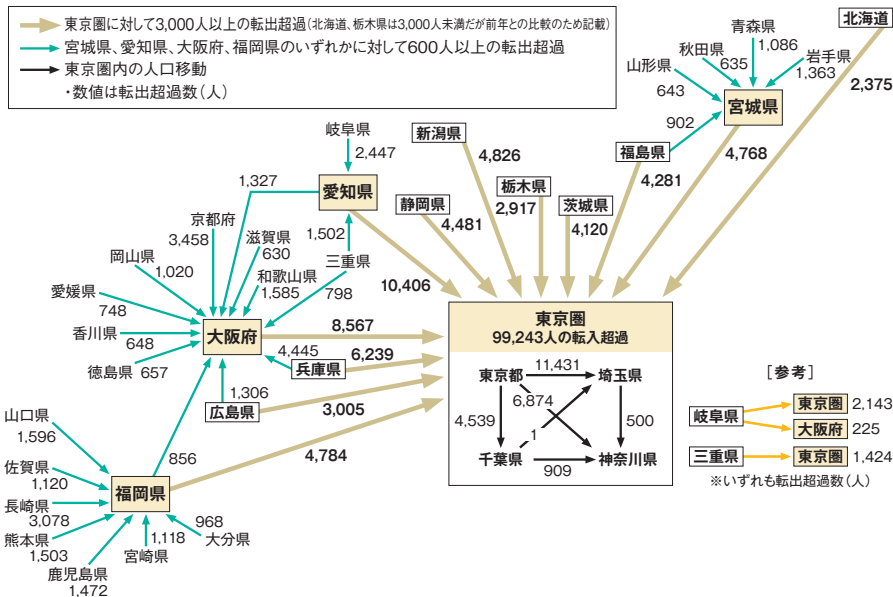 東京圏に対して3,000人以上の転出超過(北海道、栃木県は3,000人未満だが前年との比較のため記載)
宮城県、愛知県、大阪府、福岡県のいずれかに対して600人以上の転出超過
東京圏内の人口移動
・数値は転出超過数(人)
北海道
2,375
青森県
1,086
秋田県
635
岩手県
1,363
山形県
643
宮城県
902
福島県
4,768
4,281
岐阜県
2,447
愛知県
1,327
1,502
三重県
798
10,406
新潟県
4,826
静岡県
4,481
栃木県
2,917
茨城県
4,120
京都府
3,458
滋賀県
630
岡山県
1,020
和歌山県
1,585
愛媛県
748
香川県
648
徳島県
657
大阪府
8,567
4,445
兵庫県
6,239
1,306
広島県
3,005
856
4,784
山口県
1,596
佐賀県
1,120
長崎県
3,078
熊本県
1,503
鹿児島県
1,472
宮崎県
1,118
大分県
968
福岡県
東京圏
99,243人の転入超過
東京都
11,431
埼玉県
6,874
4,539
1
500
千葉県
909
神奈川県
[参考]
岐阜県
東京圏
2,143
大阪府
225
三重県
東京圏
1,424
※いずれも転出超過数(人)